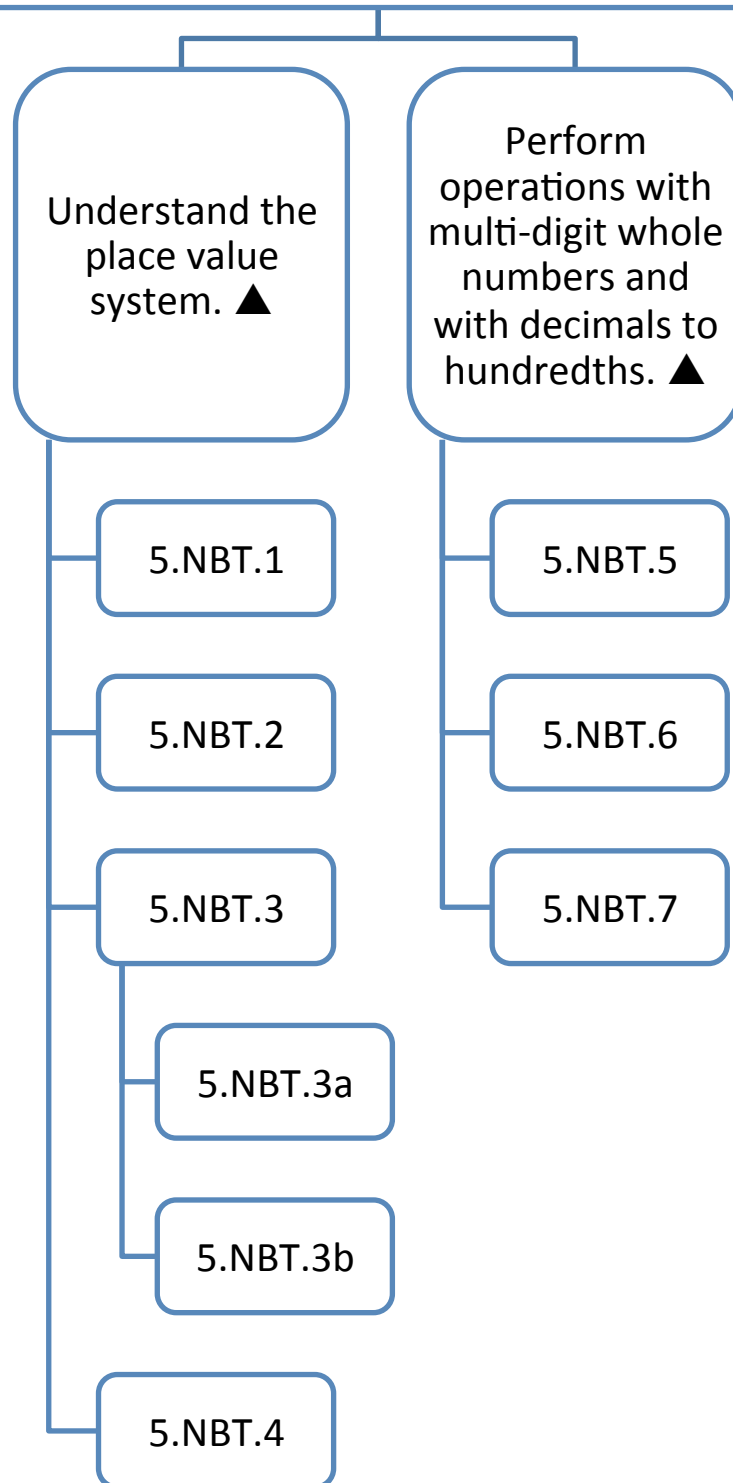 Understand the
place value
system. ▲
5.NBT.1
5.NBT.2
5.NBT.3
5.NBT.3a
5.NBT.3b
5.NBT.4
Perform
operations with
multi-digit whole
numbers and
with decimals to
hundredths. ▲
5.NBT.5
5.NBT.6
5.NBT.7